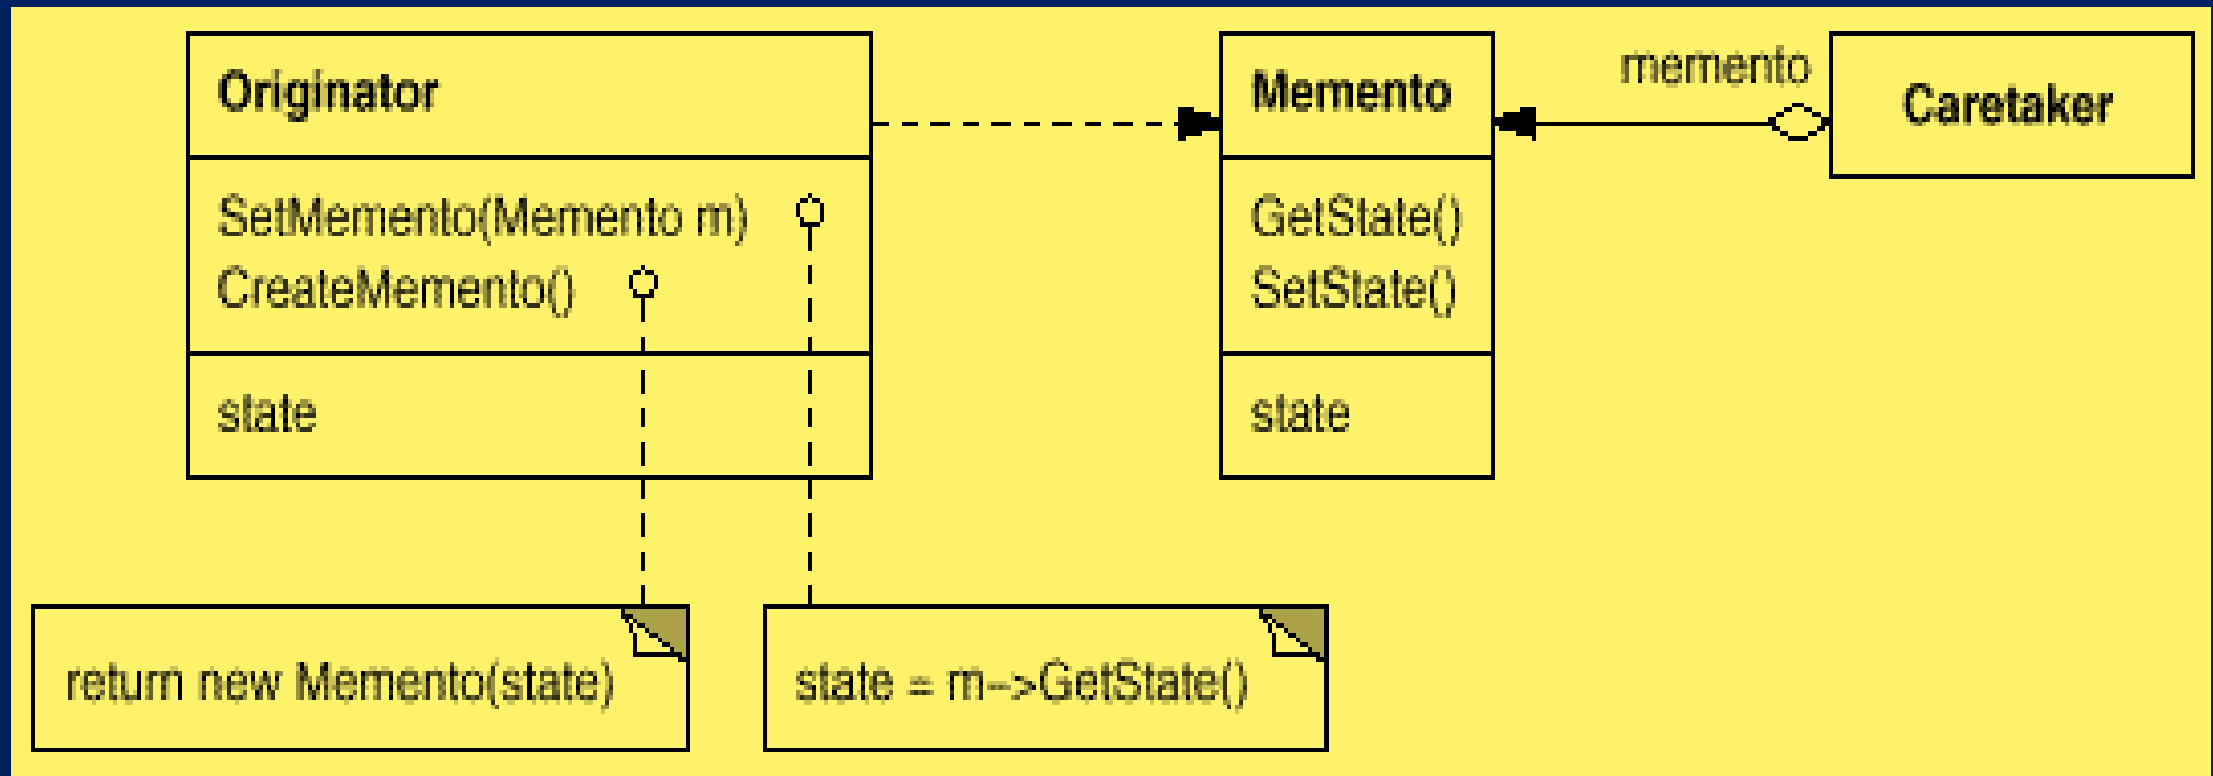 Originator
SetMemento(Memento m)
CreateMemento()
state
Memento
GetState()
SetState()
state
memento
Caretaker
return new Memento(state)
state = m->GetState()